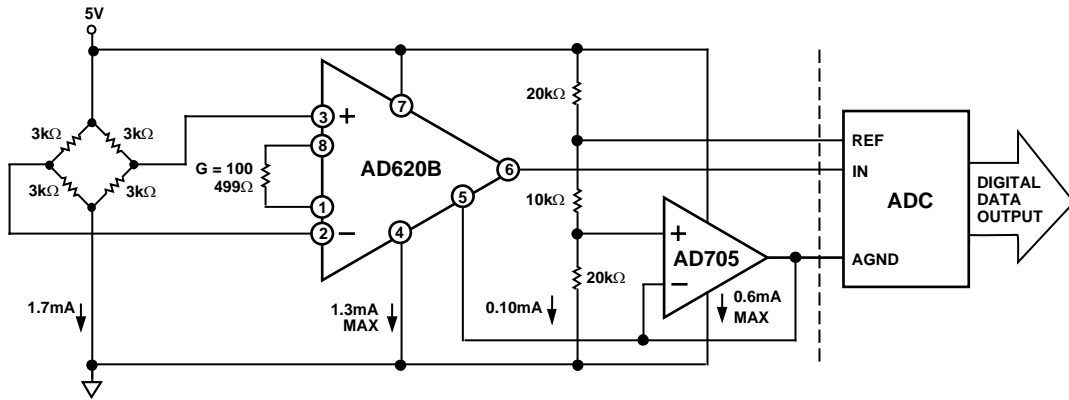 5V
3kΩ
3kΩ
3kΩ
3kΩ
1.7mA
G = 100
499Ω
3
8
1
2
+
−
7
AD620B
6
5
4
1.3mA
MAX
20kΩ
10kΩ
20kΩ
0.10mA
+
AD705
−
0.6mA
MAX
REF
IN
ADC
AGND
DIGITAL
DATA
OUTPUT